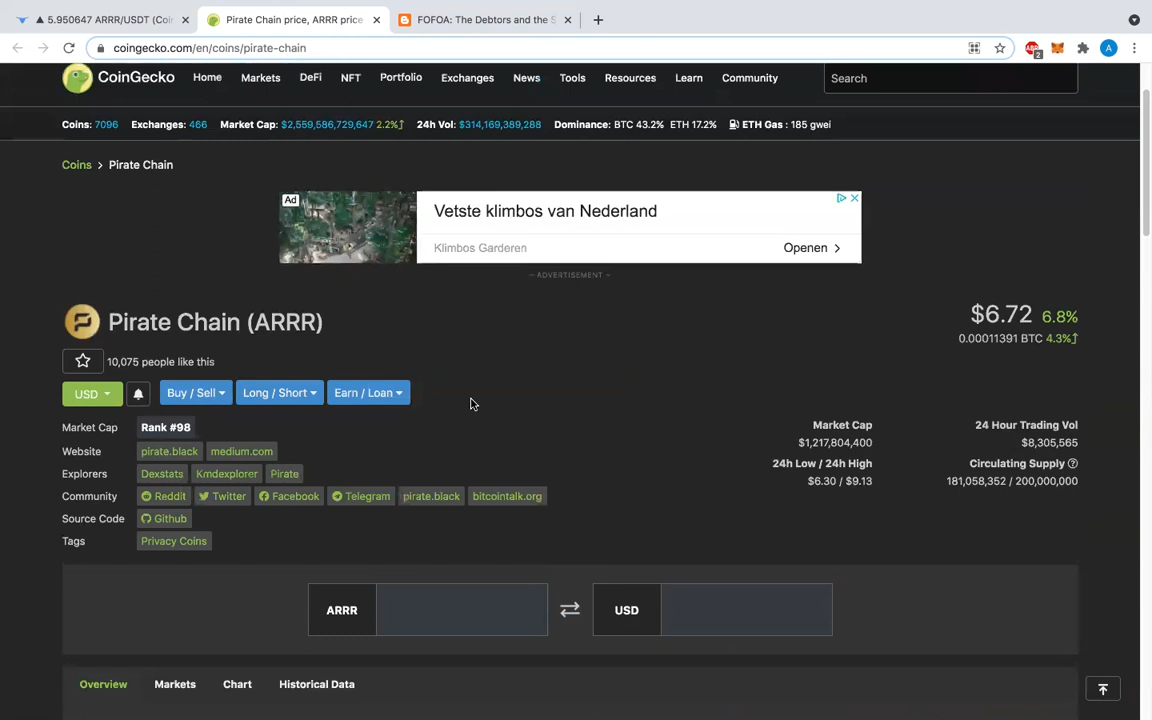 ▲ 5.950647 ARRR/USDT (Coi
Pirate Chain price, ARRR price
FOFOA: The Debtors and the S
coingecko.com/en/coins/pirate-chain
ABP
2
A
CoinGecko
Home
Markets
DeFi
NFT
Portfolio
Exchanges
News
Tools
Resources
Learn
Community
Search
Coins: 7096 Exchanges: 466 Market Cap: $2,559,586,729,647 2.2% 24h Vol: $314,169,389,288 Dominance: BTC 43.2% ETH 17.2% ETH Gas : 185 gwei
Coins > Pirate Chain
Ad
Vetste klimbos van Nederland
Klimbos Garderen
Openen
– ADVERTISEMENT –
Pirate Chain (ARRR)
$6.72 6.8%
0.00011391 BTC 4.3%
10,075 people like this
USD
Buy / Sell
Long / Short
Earn / Loan
Market Cap Rank #98
Website pirate.black medium.com
Explorers Dexstats Kmdexplorer Pirate
Community Reddit Twitter Facebook Telegram pirate.black bitcointalk.org
Source Code Github
Tags Privacy Coins
Market Cap
$1,217,804,400
24 Hour Trading Vol
$8,305,565
24h Low / 24h High
$6.30 / $9.13
Circulating Supply
181,058,352 / 200,000,000
ARRR
USD
Overview
Markets
Chart
Historical Data